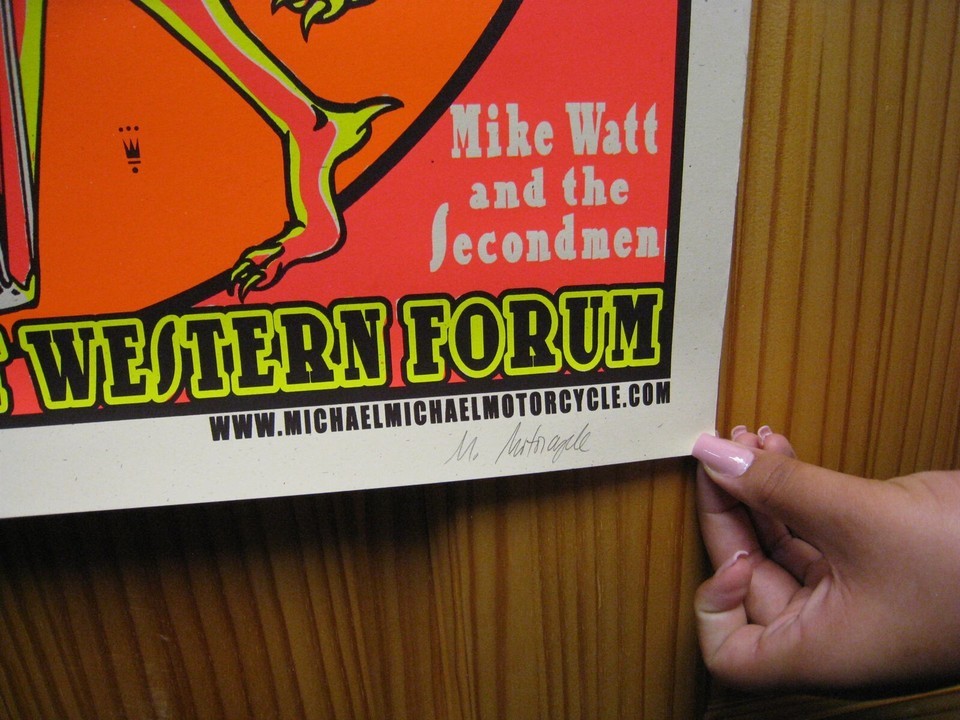 Mike Watt
and the
Secondmen
WESTERN FORUM
WWW.MICHAELMICHAELMOTORCYCLE.COM
M. Motorcycle